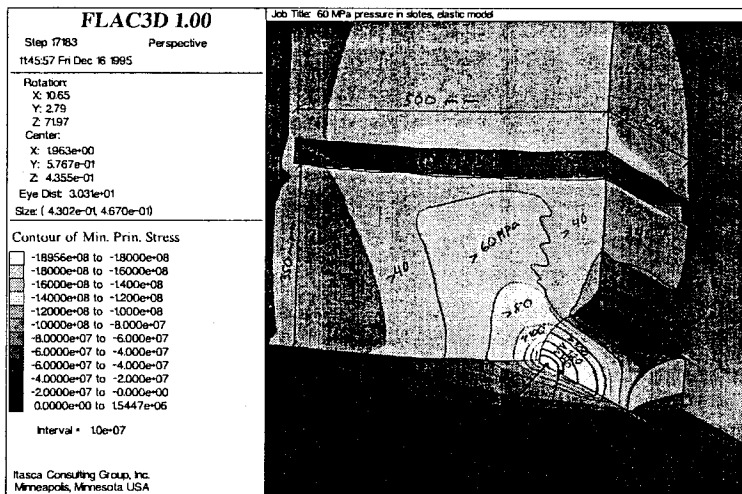 FLAC3D 1.00
Step 17183 Perspective
11:45:57 Fri Dec 16 1995
Rotation:
X: 10.65
Y: 2.79
Z: 71.97
Center:
X: 1.963e+00
Y: 5.767e-01
Z: 4.355e-01
Eye Dist: 3.031e+01
Size: ( 4.302e-01, 4.670e-01)
Contour of Min. Prin. Stress
-1.8956e+08 to -1.8000e+08
-1.8000e+08 to -1.6000e+08
-1.6000e+08 to -1.4000e+08
-1.4000e+08 to -1.2000e+08
-1.2000e+08 to -1.0000e+08
-1.0000e+08 to -8.0000e+07
-8.0000e+07 to -6.0000e+07
-6.0000e+07 to -4.0000e+07
-6.0000e+07 to -4.0000e+07
-4.0000e+07 to -2.0000e+07
-2.0000e+07 to -0.0000e+00
0.0000e+00 to 1.5447e+06
Interval = 1.0e+07
Itasca Consulting Group, Inc.
Minneapolis, Minnesota USA
Job Title: 60 MPa pressure in slotes, elastic model
500 mm
350
>40
>60 MPa
>40
>80